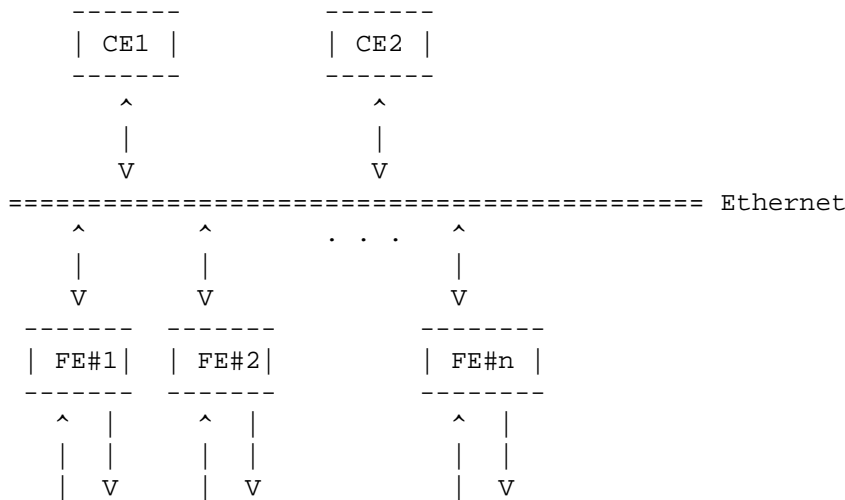 -------          -------
| CE1 |          | CE2 |
-------          -------
^                ^
|                |
V                V
============================================ Ethernet
^       ^       . . .   ^
|       |               |
V       V               V
-------  -------         --------
| FE#1|  | FE#2|         | FE#n |
-------  -------         --------
^  |     ^  |            ^  |
|  |     |  |            |  |
|  V     |  V            |  V